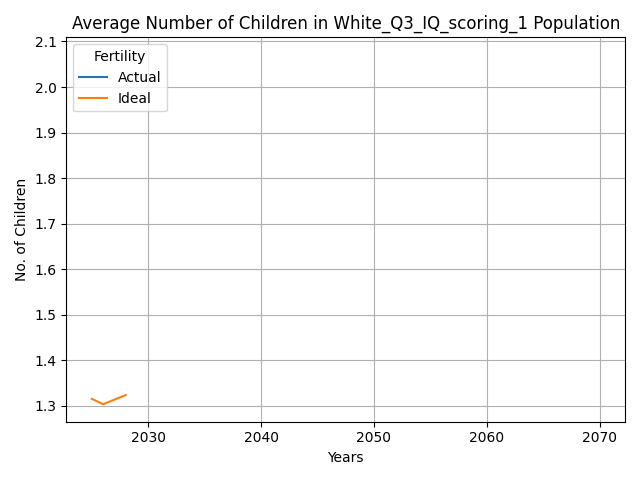 Average Number of Children in White_Q3_IQ_scoring_1 Population
Fertility
Actual
Ideal
No. of Children
2.1
2.0
1.9
1.8
1.7
1.6
1.5
1.4
1.3
2030 2040 2050 2060 2070
Years